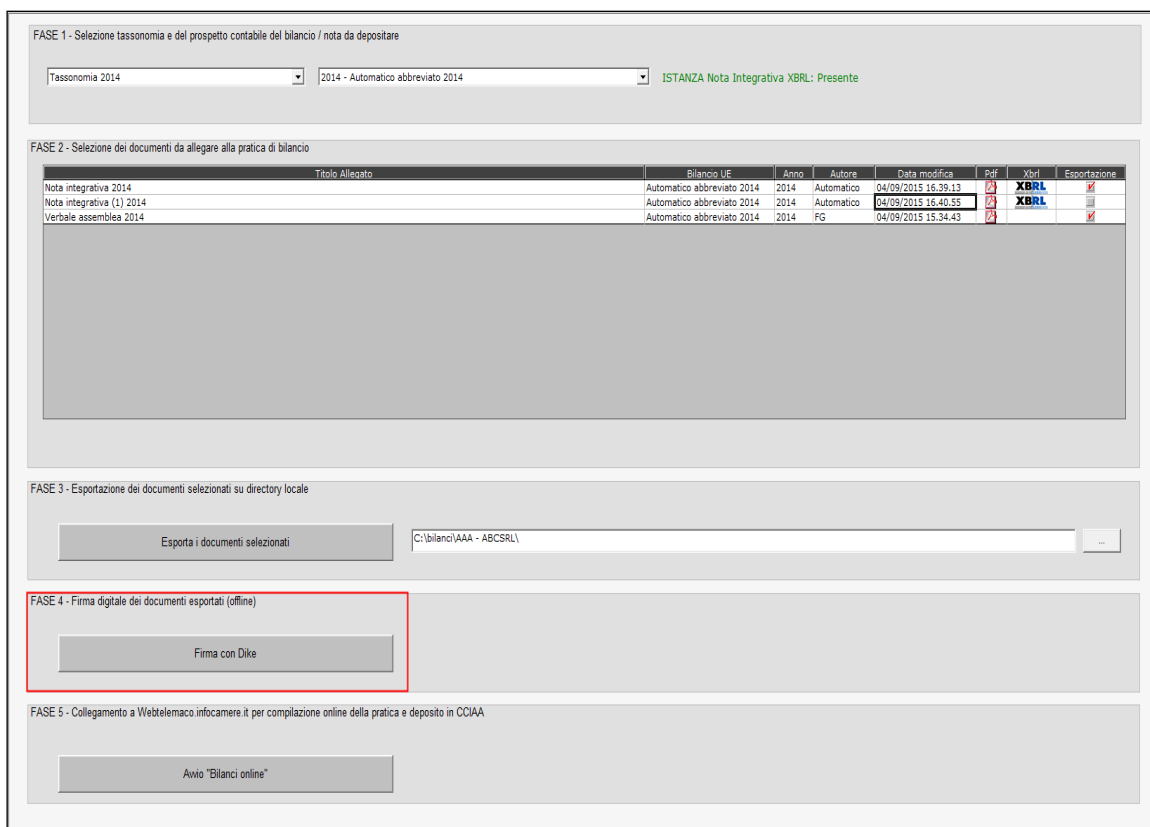 FASE 1 - Selezione tassonomia e del prospetto contabile del bilancio / nota da depositare
Tassonomia 2014 2014 - Automatico abbreviato 2014 ISTANZA Nota Integrativa XBRL: Presente
FASE 2 - Selezione dei documenti da allegare alla pratica di bilancio
Titolo Allegato Bilancio UE Anno Autore Data modifica Pdf Xbrl Esportazione
Nota integrativa 2014 Automatico abbreviato 2014 2014 Automatico 04/09/2015 16.39.13 XBRL
Nota integrativa (1) 2014 Automatico abbreviato 2014 2014 Automatico 04/09/2015 16.40.55 XBRL
Verbale assemblea 2014 Automatico abbreviato 2014 2014 FG 04/09/2015 15.34.43
FASE 3 - Esportazione dei documenti selezionati su directory locale
Esporta i documenti selezionati C:\bilanci\AAA - ABCSRL\ ...
FASE 4 - Firma digitale dei documenti esportati (offline)
Firma con Dike
FASE 5 - Collegamento a Webtelemaco.infocamere.it per compilazione online della pratica e deposito in CCIAA
Avvio "Bilanci online"